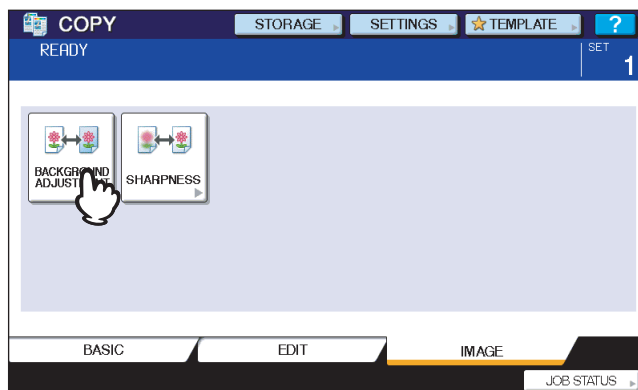 COPY
STORAGE
SETTINGS
TEMPLATE
?
READY
SET
1
BACKGROUND
ADJUSTMENT
SHARPNESS
BASIC
EDIT
IMAGE
JOB STATUS